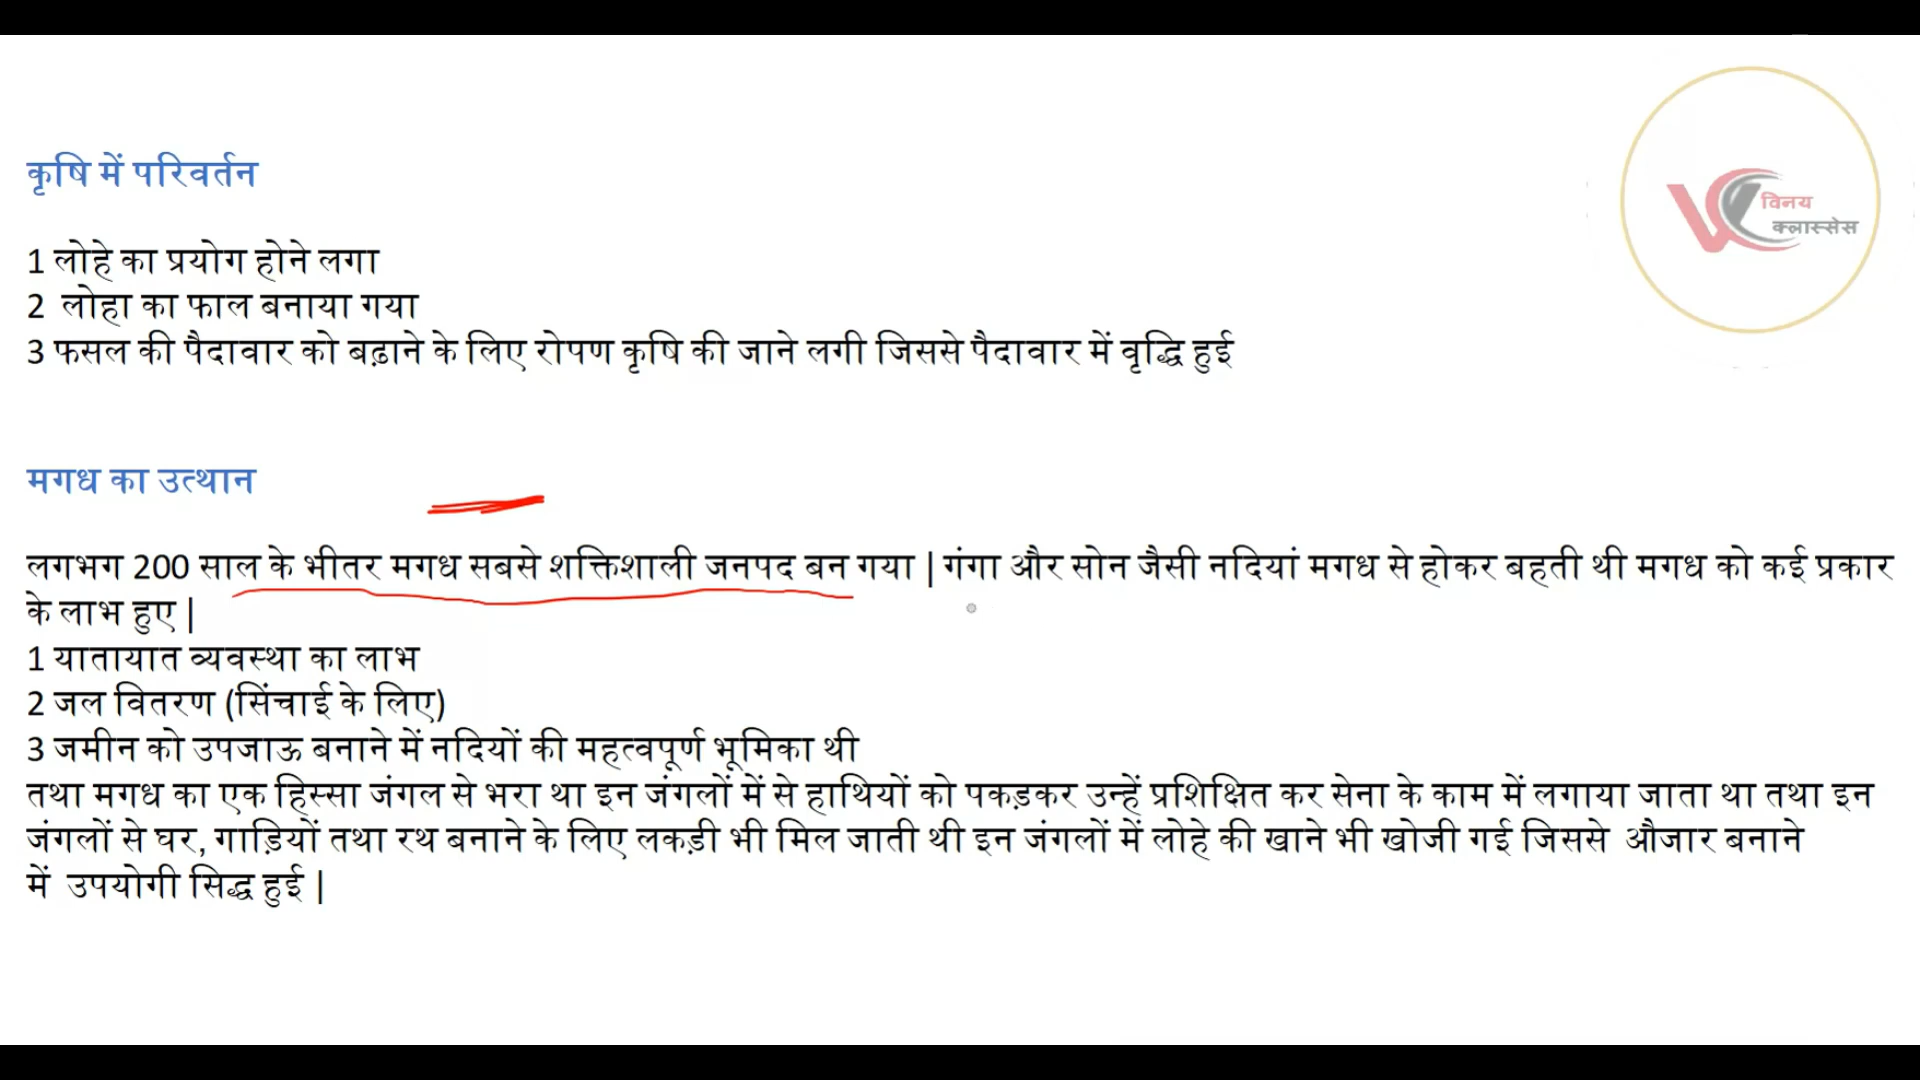 विनय
क्लास्सेस
कृषि में परिवर्तन
1 लोहे का प्रयोग होने लगा
2 लोहा का फाल बनाया गया
3 फसल की पैदावार को बढ़ाने के लिए रोपण कृषि की जाने लगी जिससे पैदावार में वृद्धि हुई
मगध का उत्थान
लगभग 200 साल के भीतर मगध सबसे शक्तिशाली जनपद बन गया | गंगा और सोन जैसी नदियां मगध से होकर बहती थी मगध को कई प्रकार
के लाभ हुए |
1 यातायात व्यवस्था का लाभ
2 जल वितरण (सिंचाई के लिए)
3 जमीन को उपजाऊ बनाने में नदियों की महत्वपूर्ण भूमिका थी
तथा मगध का एक हिस्सा जंगल से भरा था इन जंगलों में से हाथियों को पकड़कर उन्हें प्रशिक्षित कर सेना के काम में लगाया जाता था तथा इन
जंगलों से घर, गाड़ियों तथा रथ बनाने के लिए लकड़ी भी मिल जाती थी इन जंगलों में लोहे की खाने भी खोजी गई जिससे औजार बनाने
में उपयोगी सिद्ध हुई |